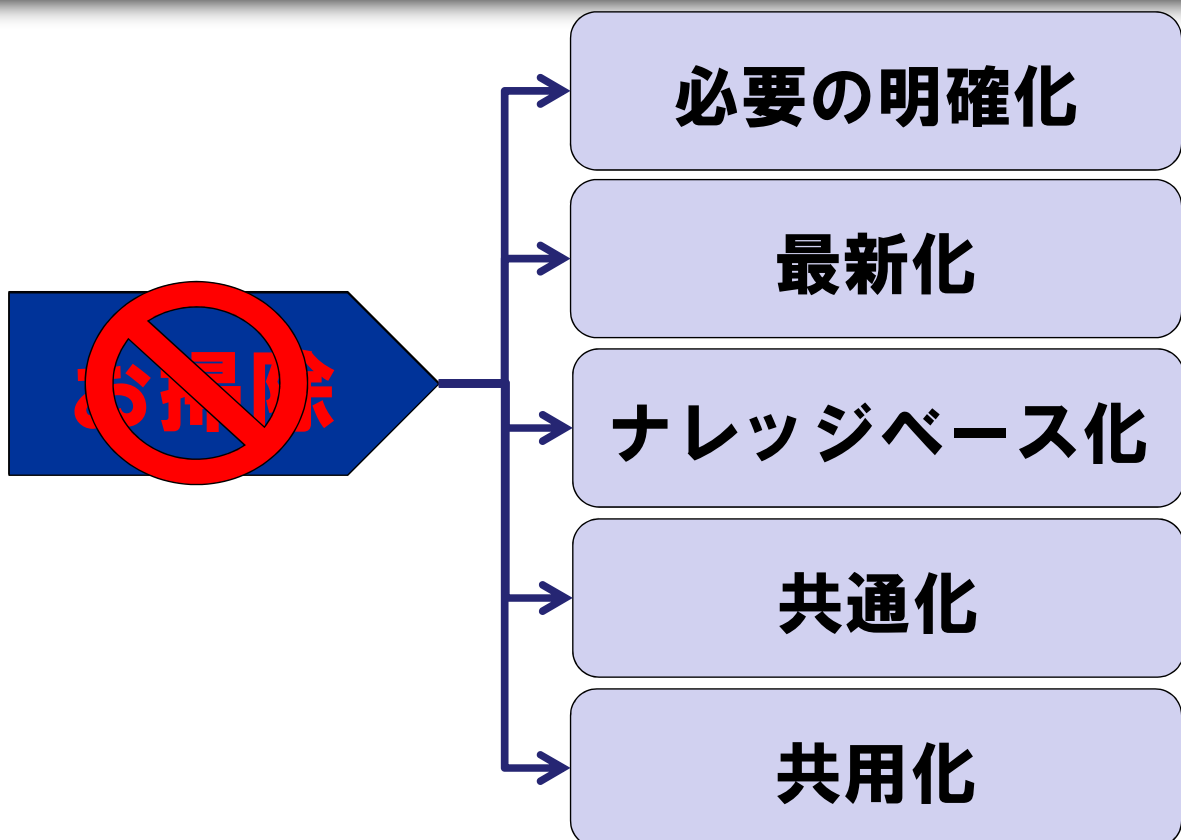 必要の明確化
最新化
お掃除
ナレッジベース化
共通化
共用化